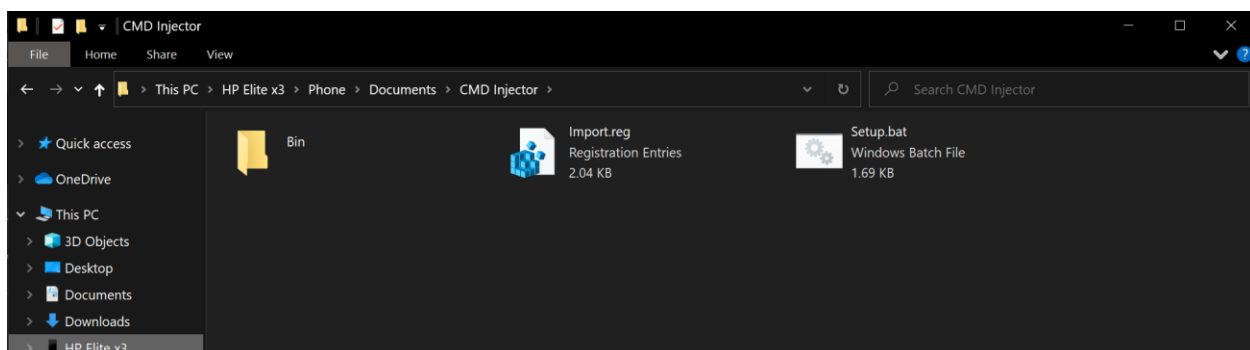 CMD Injector
File Home Share View
This PC > HP Elite x3 > Phone > Documents > CMD Injector >
Search CMD Injector
Quick access
OneDrive
This PC
3D Objects
Desktop
Documents
Downloads
HP Elite x3
Bin
Import.reg
Registration Entries
2.04 KB
Setup.bat
Windows Batch File
1.69 KB